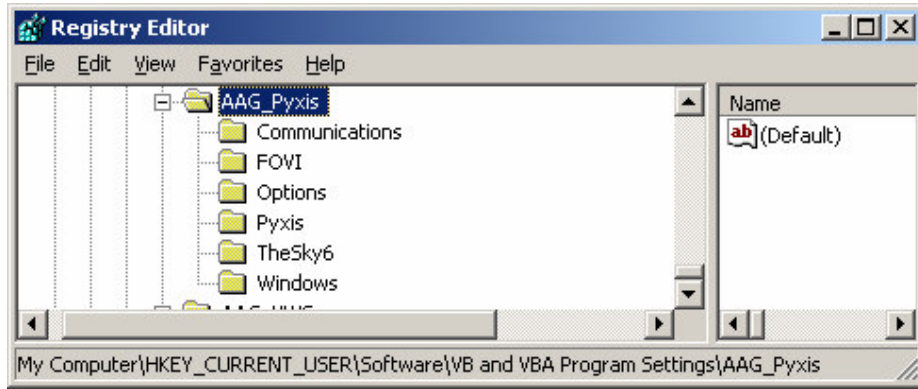 Registry Editor
File Edit View Favorites Help
AAG_Pyxis
Communications
FOVI
Options
Pyxis
TheSky6
Windows
Name
ab (Default)
My Computer\HKEY_CURRENT_USER\Software\VB and VBA Program Settings\AAG_Pyxis